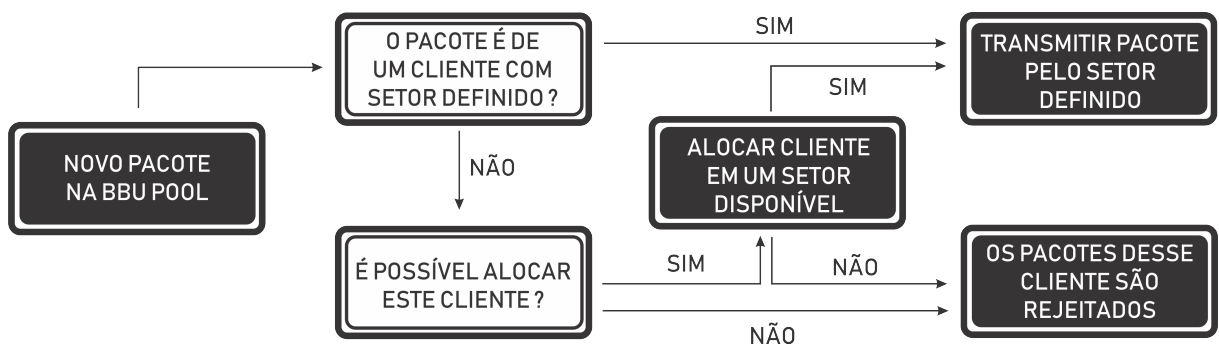 NOVO PACOTE
NA BBU POOL
O PACOTE É DE
UM CLIENTE COM
SETOR DEFINIDO ?
SIM
TRANSMITIR PACOTE
PELO SETOR
DEFINIDO
NÃO
É POSSÍVEL ALOCAR
ESTE CLIENTE ?
SIM
ALOCAR CLIENTE
EM UM SETOR
DISPONÍVEL
SIM
NÃO
NÃO
OS PACOTES DESSE
CLIENTE SÃO
REJEITADOS